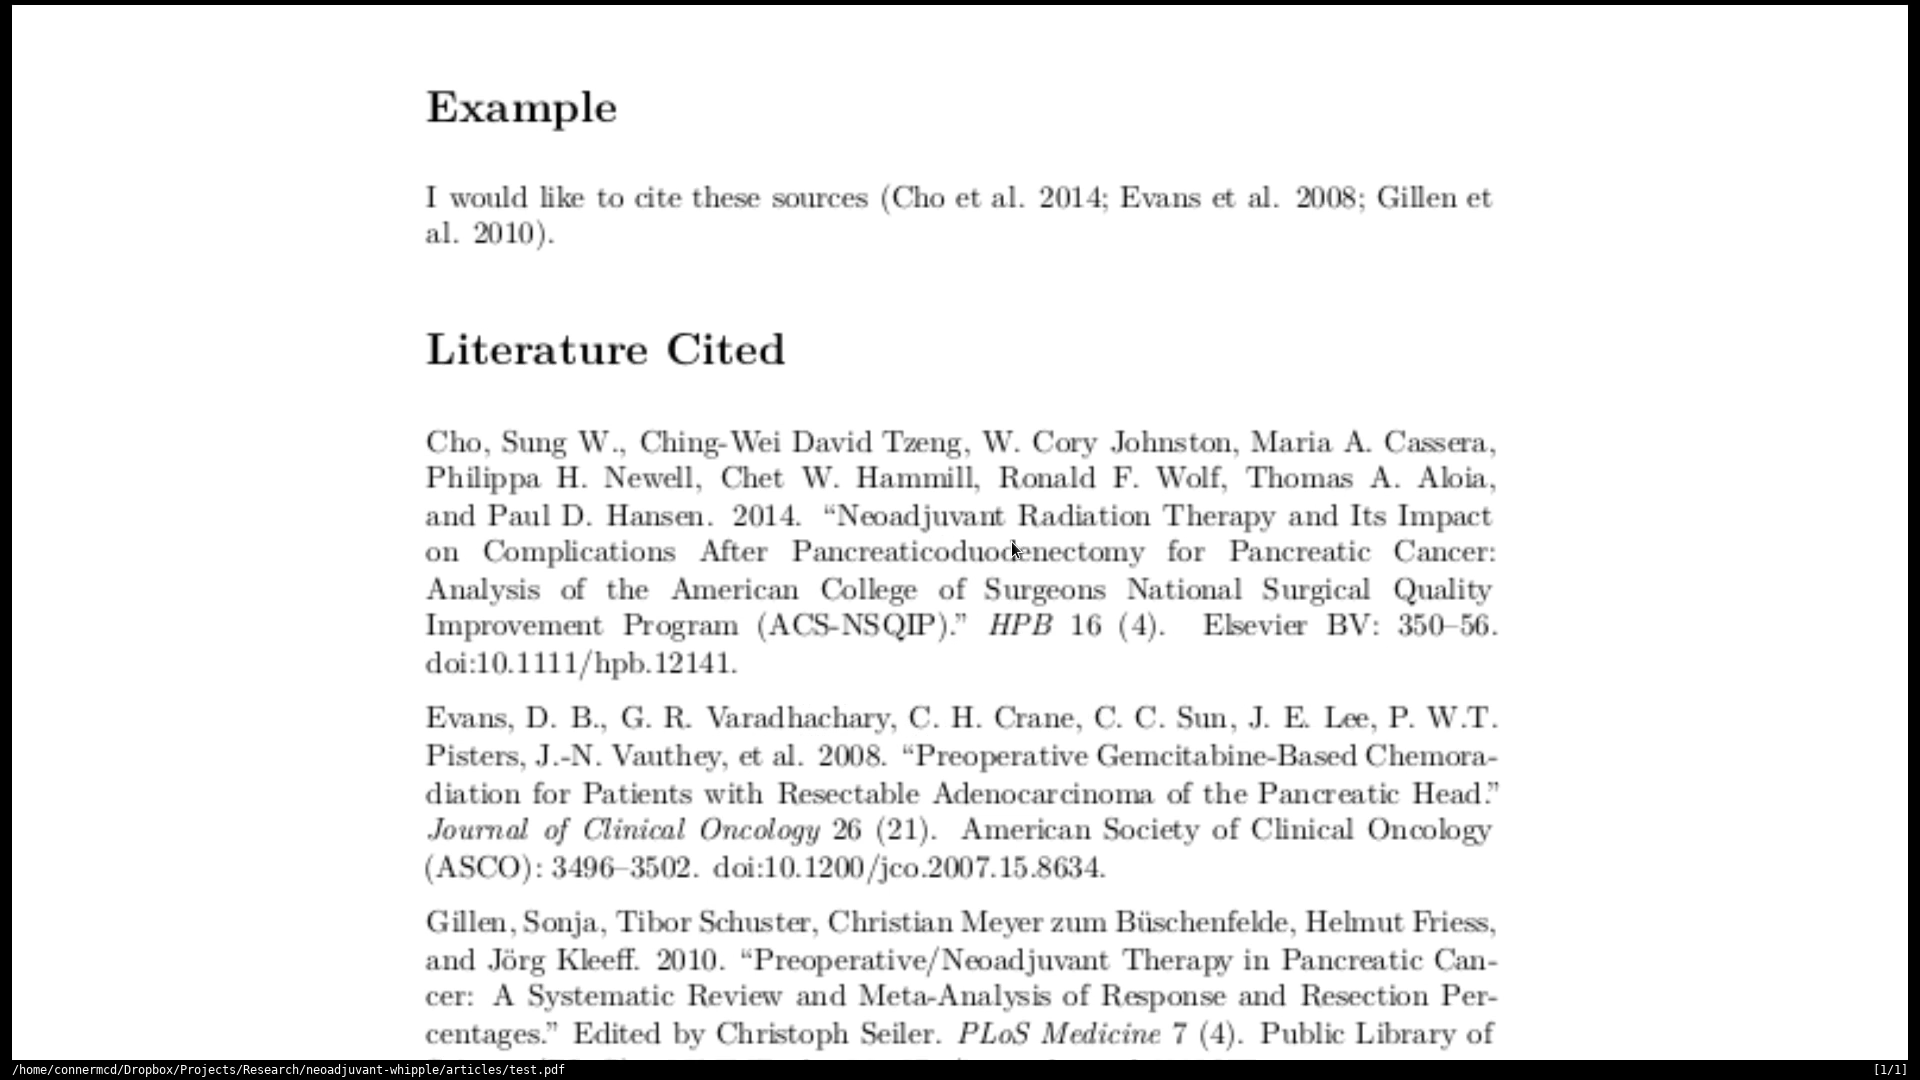 Example
I would like to cite these sources (Cho et al. 2014; Evans et al. 2008; Gillen et
al. 2010).
Literature Cited
Cho, Sung W., Ching-Wei David Tzeng, W. Cory Johnston, Maria A. Cassera,
Philippa H. Newell, Chet W. Hammill, Ronald F. Wolf, Thomas A. Aloia,
and Paul D. Hansen. 2014. “Neoadjuvant Radiation Therapy and Its Impact
on Complications After Pancreaticoduodenectomy for Pancreatic Cancer:
Analysis of the American College of Surgeons National Surgical Quality
Improvement Program (ACS-NSQIP).” HPB 16 (4). Elsevier BV: 350–56.
doi:10.1111/hpb.12141.
Evans, D. B., G. R. Varadhachary, C. H. Crane, C. C. Sun, J. E. Lee, P. W.T.
Pisters, J.-N. Vauthey, et al. 2008. “Preoperative Gemcitabine-Based Chemora-
diation for Patients with Resectable Adenocarcinoma of the Pancreatic Head.”
Journal of Clinical Oncology 26 (21). American Society of Clinical Oncology
(ASCO): 3496–3502. doi:10.1200/jco.2007.15.8634.
Gillen, Sonja, Tibor Schuster, Christian Meyer zum Büschenfelde, Helmut Friess,
and Jörg Kleeff. 2010. “Preoperative/Neoadjuvant Therapy in Pancreatic Can-
cer: A Systematic Review and Meta-Analysis of Response and Resection Per-
centages.” Edited by Christoph Seiler. PLoS Medicine 7 (4). Public Library of
/home/connermcd/Dropbox/Projects/Research/neoadjuvant-whipple/articles/test.pdf [1/1]